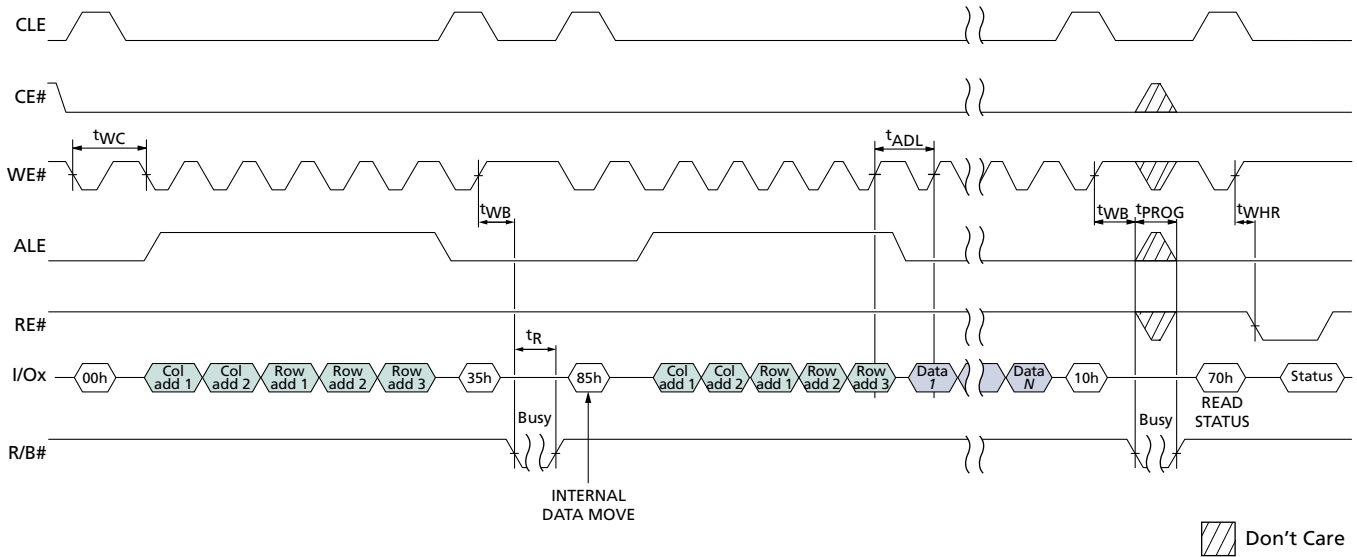 CLE
CE#
tWC
tADL
WE#
tWB
tWB
tPROG
tWHR
ALE
RE#
tR
I/Ox
00h
Col
add 1
Col
add 2
Row
add 1
Row
add 2
Row
add 3
35h
85h
Col
add 1
Col
add 2
Row
add 1
Row
add 2
Row
add 3
Data
1
Data
N
10h
70h
Status
READ
STATUS
Busy
Busy
R/B#
INTERNAL
DATA MOVE
Don't Care